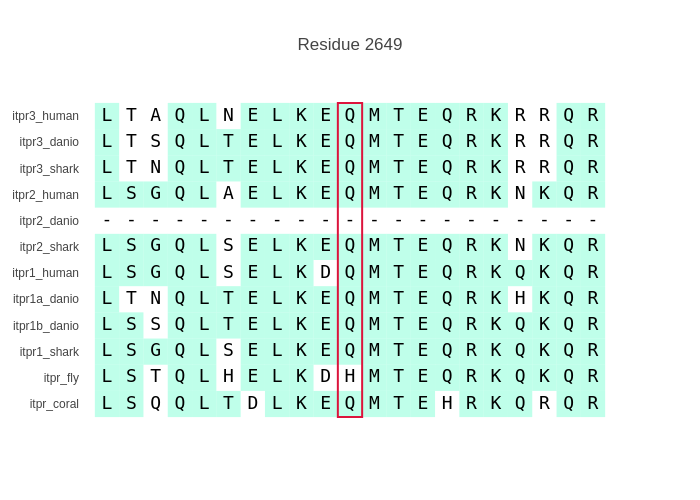 Residue 2649
itpr3_human L T A Q L N E L K E Q M T E Q R K R R Q R
itpr3_danio L T S Q L T E L K E Q M T E Q R K R R Q R
itpr3_shark L T N Q L T E L K E Q M T E Q R K R R Q R
itpr2_human L S G Q L A E L K E Q M T E Q R K N K Q R
itpr2_danio - - - - - - - - - - - - - - - - - - - - -
itpr2_shark L S G Q L S E L K E Q M T E Q R K N K Q R
itpr1_human L S G Q L S E L K D Q M T E Q R K Q K Q R
itpr1a_danio L T N Q L T E L K E Q M T E Q R K H K Q R
itpr1b_danio L S S Q L T E L K E Q M T E Q R K Q K Q R
itpr1_shark L S G Q L S E L K E Q M T E Q R K Q K Q R
itpr_fly L S T Q L H E L K D H M T E Q R K Q K Q R
itpr_coral L S Q Q L T D L K E Q M T E H R K Q R Q R